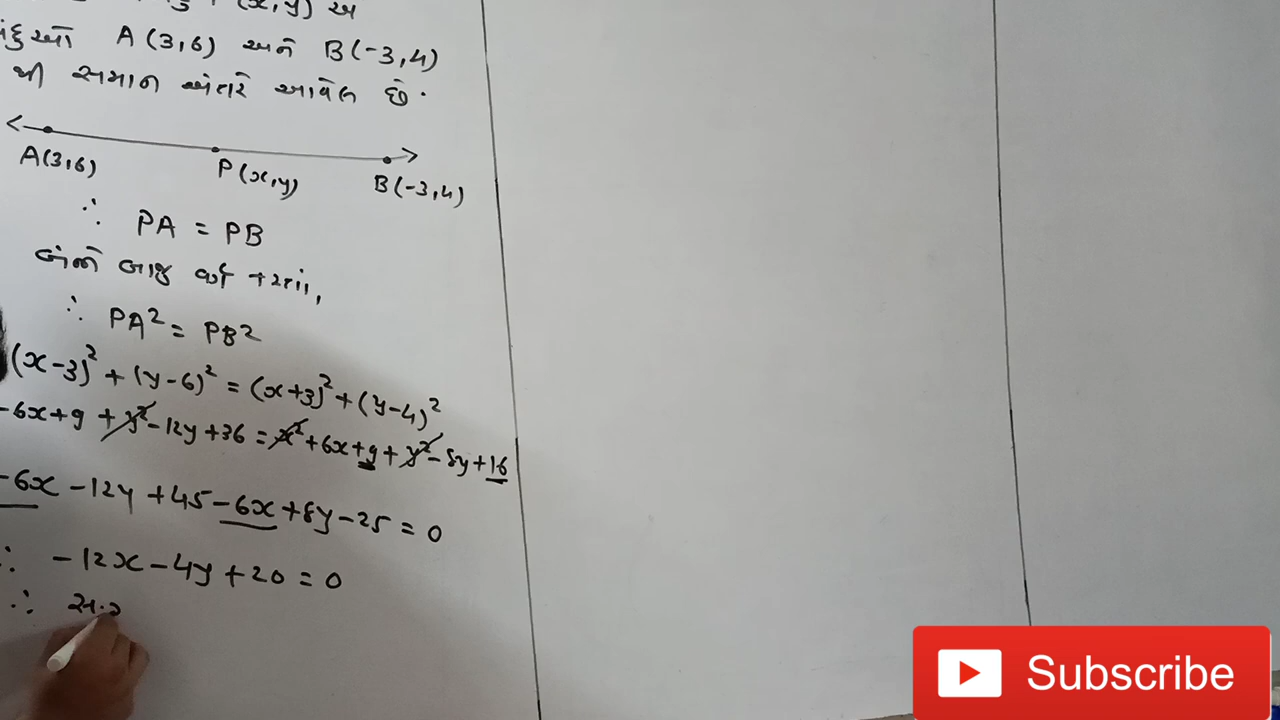 (x,y) એ
A(3,6) અને B(-3,4)
થી સમાન અંતરે આવેલ છે.
A(3,6) P(x,y) B(-3,4)
∴ PA = PB
બંને બાજુ વર્ગ કરતાં,
∴ PA² = PB²
(x-3)² + (y-6)² = (x+3)² + (y-4)²
-6x+9 + y² -12y +36 = x² +6x+9 + y² - 8y +16
-6x -12y +45 -6x +8y -25 = 0
∴ -12x -4y +20 = 0
∴
Subscribe